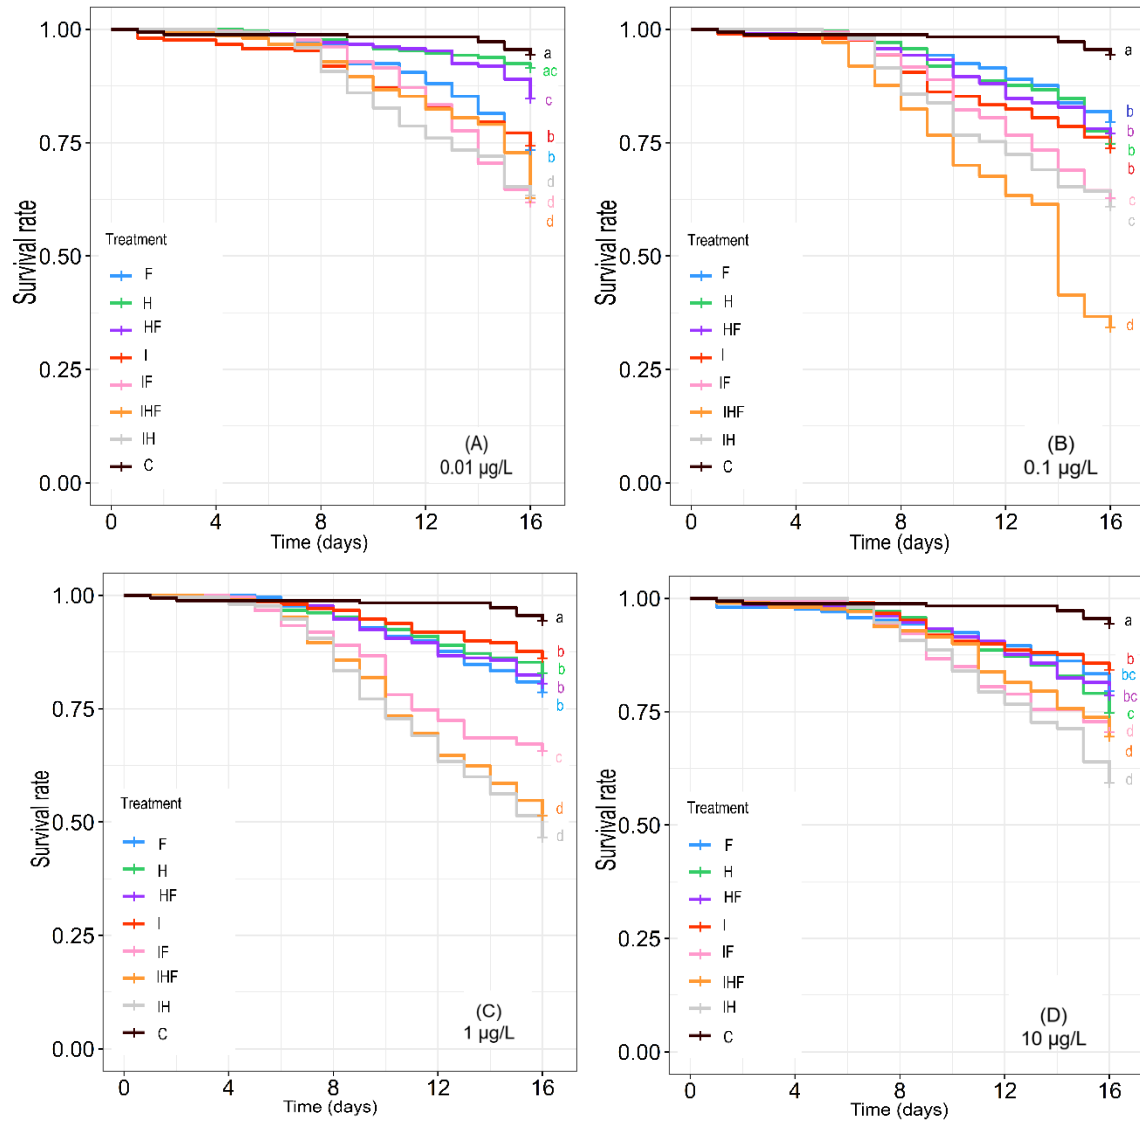 1.00
0.75
0.50
0.25
0.00
Survival rate
a
ac
c
b
b
d
d
d
Treatment
F
H
HF
I
IF
IHF
IH
C
(A)
0.01 µg/L
0 4 8 12 16
Time (days)
1.00
0.75
0.50
0.25
0.00
Survival rate
a
b
b
b
b
c
c
d
Treatment
F
H
HF
I
IF
IHF
IH
C
(B)
0.1 µg/L
0 4 8 12 16
Time (days)
1.00
0.75
0.50
0.25
0.00
Survival rate
a
b
b
b
b
c
d
d
Treatment
F
H
HF
I
IF
IHF
IH
C
(C)
1 µg/L
0 4 8 12 16
Time (days)
1.00
0.75
0.50
0.25
0.00
Survival rate
a
b
bc
bc
c
d
d
d
Treatment
F
H
HF
I
IF
IHF
IH
C
(D)
10 µg/L
0 4 8 12 16
Time (days)